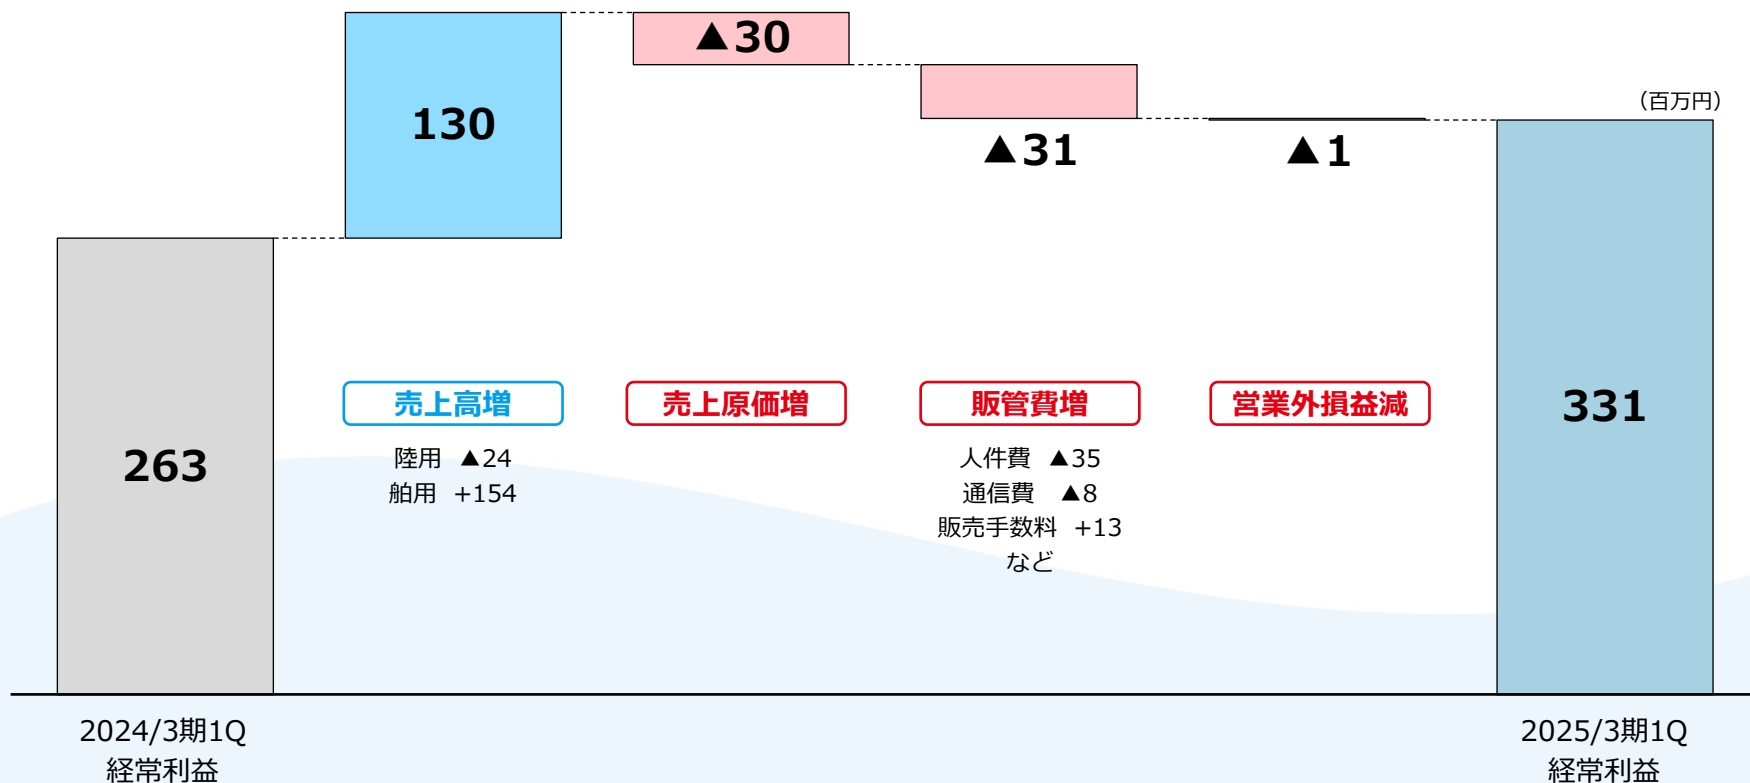 ▲30
130
（百万円）
▲31
▲1
売上高増
売上原価増
販管費増
営業外損益減
331
263
陸用 ▲24
舶用 +154
人件費 ▲35
通信費 ▲8
販売手数料 +13
など
2024/3期1Q
経常利益
2025/3期1Q
経常利益